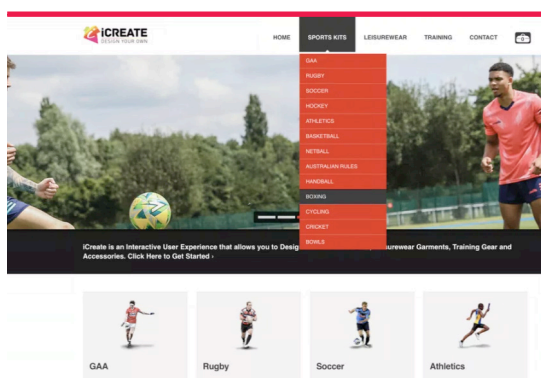 iCREATE
DESIGN YOUR OWN
HOME
SPORTS KITS
LEISUREWEAR
TRAINING
CONTACT
0
GAA
RUGBY
SOCCER
HOCKEY
ATHLETICS
BASKETBALL
NETBALL
AUSTRALIAN RULES
HANDBALL
BOXING
CYCLING
CRICKET
BOWLS
iCreate is an Interactive User Experience that allows you to Garments, Training Gear and
Accessories. Click Here to Get Started ›
GAA
Rugby
Soccer
Athletics